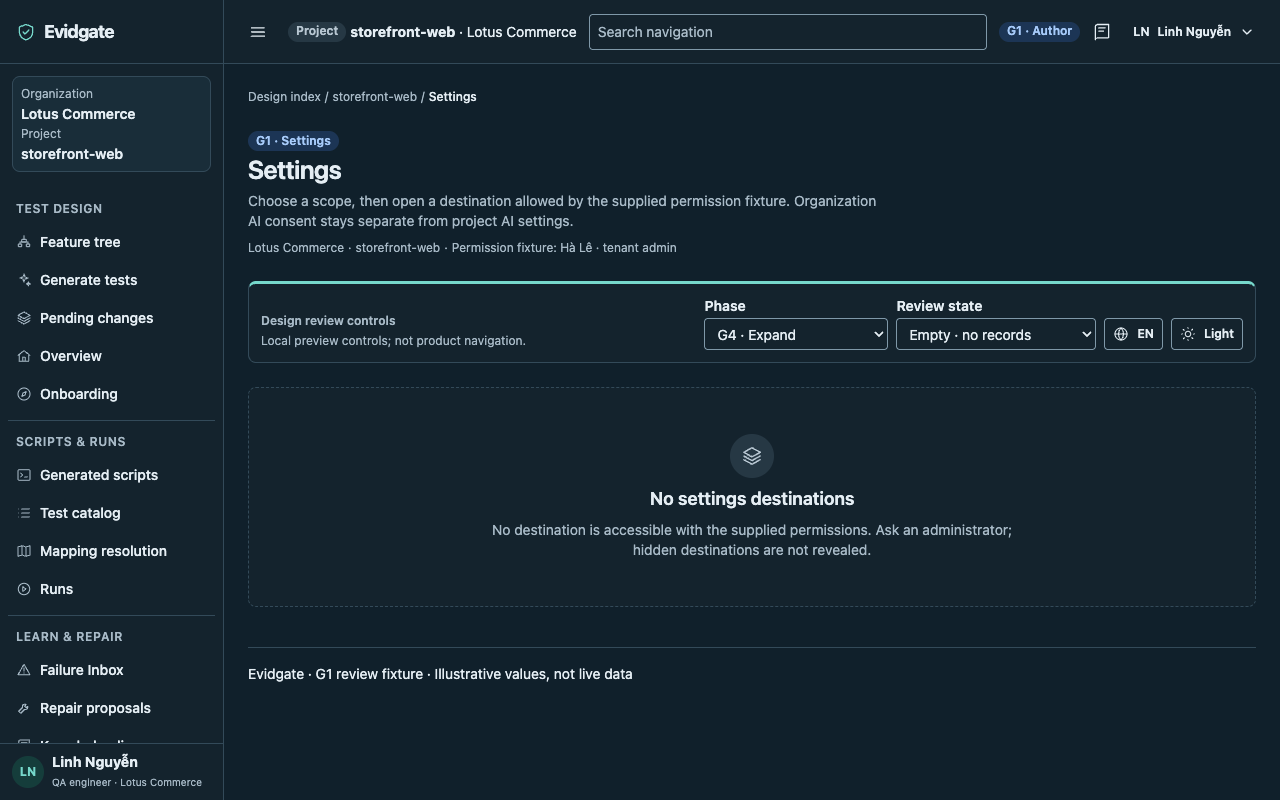 Evidgate
Project storefront-web · Lotus Commerce
Search navigation
G1 · Author
LN Linh Nguyễn
Organization
Lotus Commerce
Project
storefront-web
TEST DESIGN
Feature tree
Generate tests
Pending changes
Overview
Onboarding
SCRIPTS & RUNS
Generated scripts
Test catalog
Mapping resolution
Runs
LEARN & REPAIR
Failure Inbox
Repair proposals
LN
Linh Nguyễn
QA engineer · Lotus Commerce
Design index / storefront-web / Settings
G1 · Settings
Settings
Choose a scope, then open a destination allowed by the supplied permission fixture. Organization
AI consent stays separate from project AI settings.
Lotus Commerce · storefront-web · Permission fixture: Hà Lê · tenant admin
Design review controls
Local preview controls; not product navigation.
Phase
G4 · Expand
Review state
Empty · no records
EN
Light
No settings destinations
No destination is accessible with the supplied permissions. Ask an administrator;
hidden destinations are not revealed.
Evidgate · G1 review fixture · Illustrative values, not live data